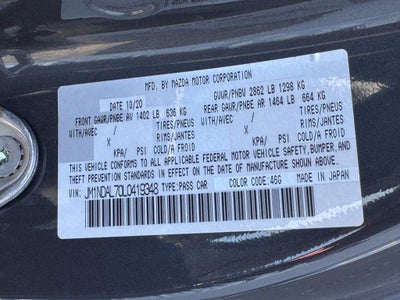 MFD. BY MAZDA MOTOR CORPORATION
DATE 10/20 GVWR/PNBV 2862 LB 1298 KG
FRONT GAWR/PNBE AV 1402 LB 636 KG REAR GAWR/PNBE AR 1464 LB 664 KG
WITH/AVEC / TIRES/PNEUS WITH/AVEC / TIRES/PNEUS
X RIMS/JANTES X RIMS/JANTES
KPA/ PSI COLD/A FROID KPA/ PSI COLD/A FROID
THIS VEHICLE CONFORMS TO ALL APPLICABLE FEDERAL MOTOR VEHICLE SAFETY, BUMPER, AND
THEFT PREVENTION STANDARDS IN EFFECT ON THE DATE OF MANUFACTURE SHOWN ABOVE.
JM1NDAL70L0419348 TYPE:PASS CAR COLOR CODE:46G MADE IN JAPAN